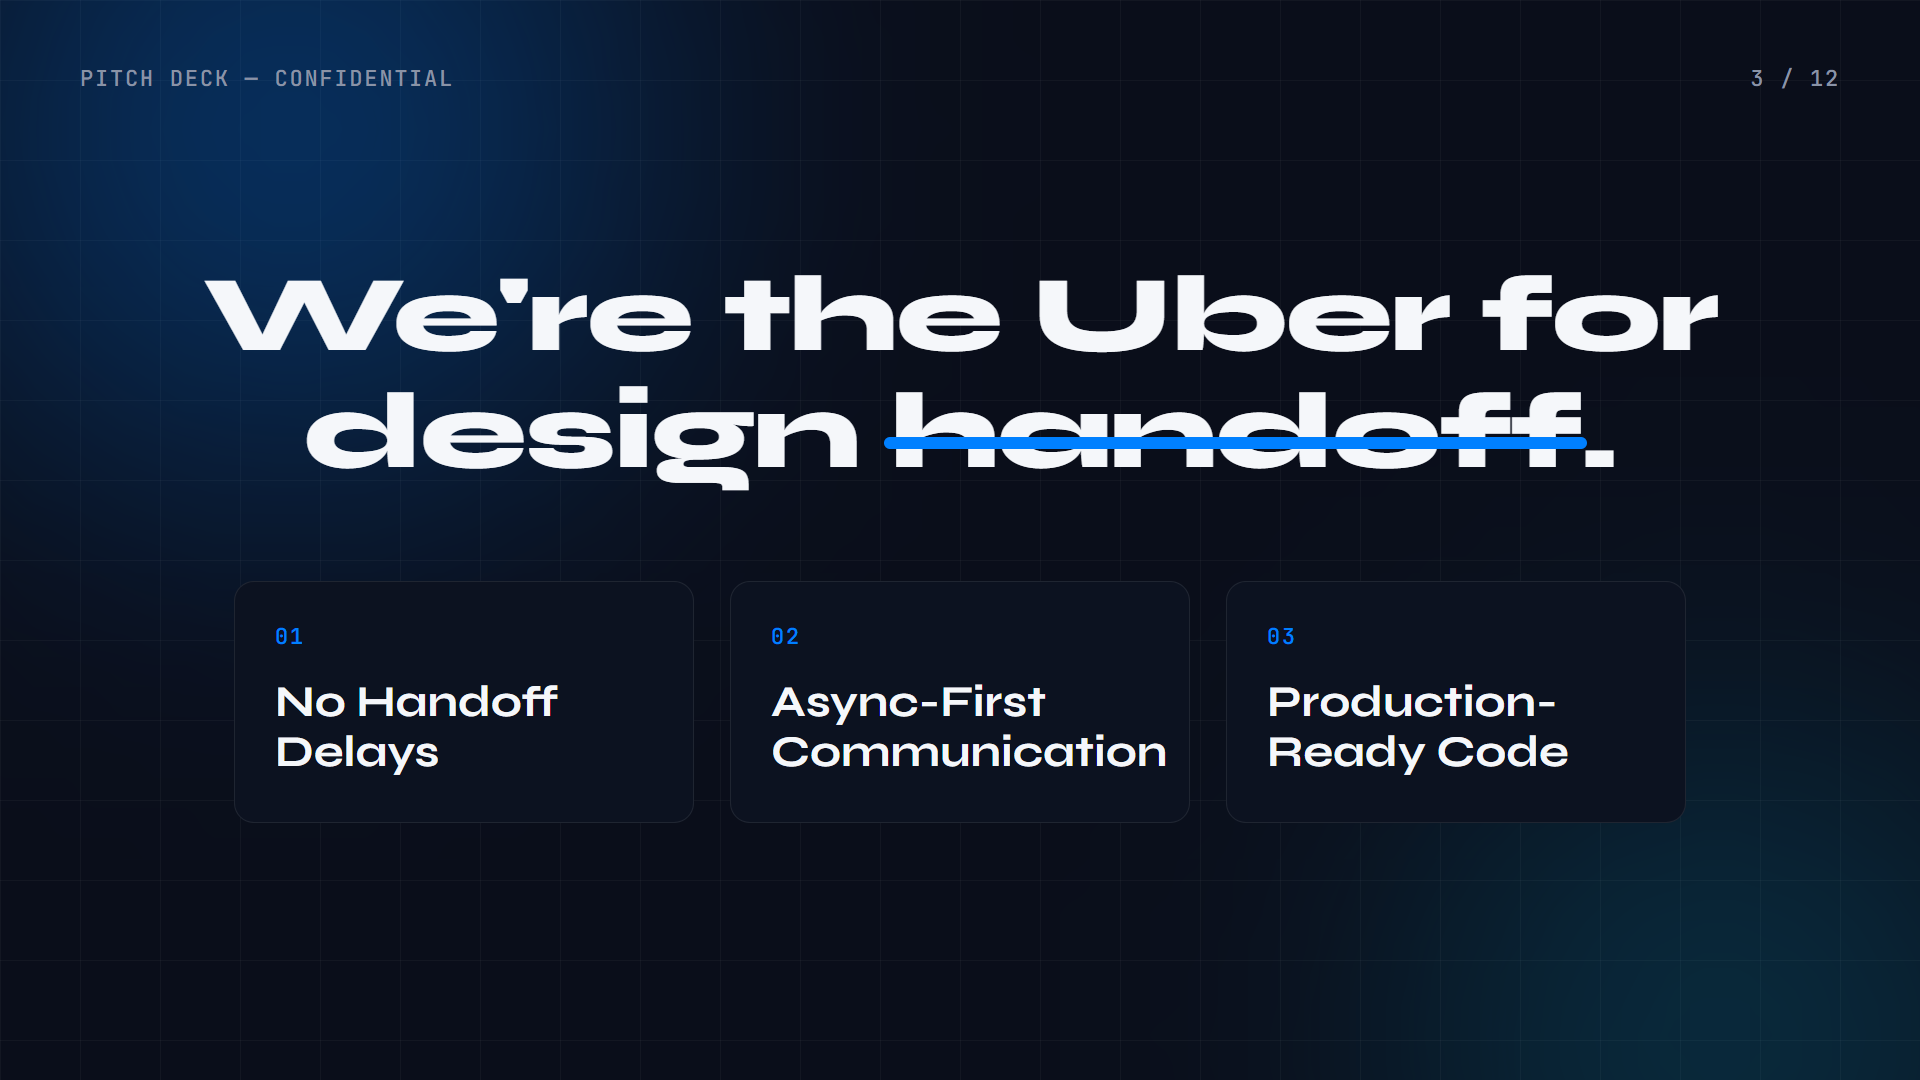 PITCH DECK — CONFIDENTIAL
3 / 12
We're the Uber for
design handoff.
01
No Handoff
Delays
02
Async-First
Communication
03
Production-
Ready Code